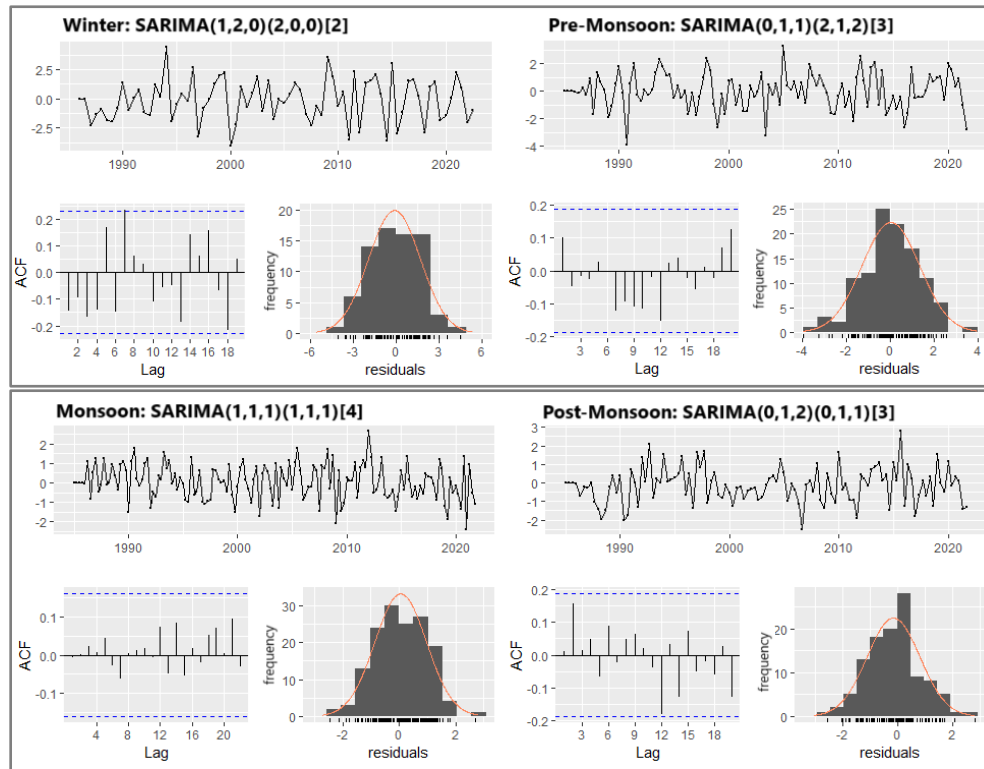 Winter: SARIMA(1,2,0)(2,0,0)[2]
2.5
0.0
-2.5
1990
2000
2010
2020
ACF
0.2
0.1
0.0
-0.1
-0.2
2 4 6 8 10 12 14 16 18
Lag
frequency
20
15
10
5
0
-6 -3 0 3 6
residuals
Pre-Monsoon: SARIMA(0,1,1)(2,1,2)[3]
2
0
-2
-4
1990
2000
2010
2020
ACF
0.2
0.1
0.0
-0.1
-0.2
3 6 9 12 15 18
Lag
frequency
25
20
15
10
5
0
-4 -2 0 2 4
residuals
Monsoon: SARIMA(1,1,1)(1,1,1)[4]
2
1
0
-1
-2
1990
2000
2010
2020
ACF
0.1
0.0
-0.1
4 8 12 16 20
Lag
frequency
30
20
10
0
-2 0 2
residuals
Post-Monsoon: SARIMA(0,1,2)(0,1,1)[3]
3
2
1
0
-1
-2
1990
2000
2010
2020
ACF
0.2
0.1
0.0
-0.1
-0.2
3 6 9 12 15 18
Lag
frequency
20
10
0
-2 0 2
residuals